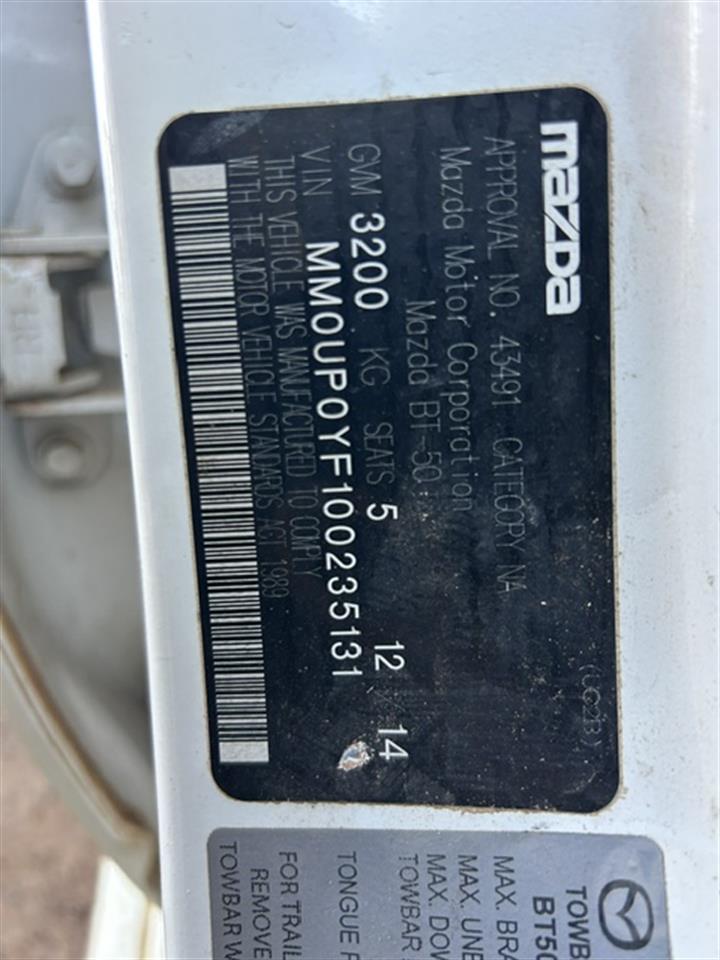 mazda
APPROVAL NO. 43491 CATEGORY NA
Mazda Motor Corporation
Mazda BT-50
GVM 3200 KG SEATS 5 12 / 14
VIN MM0UP0YF100235131
THIS VEHICLE WAS MANUFACTURED TO COMPLY
WITH THE MOTOR VEHICLE STANDARDS ACT 1989.
TOWB
BT50
MAX. BRA
MAX. UNE
MAX. DOW
TOWBAR
TONGUE
FOR TRAIL
REMOVE
TOWBAR W